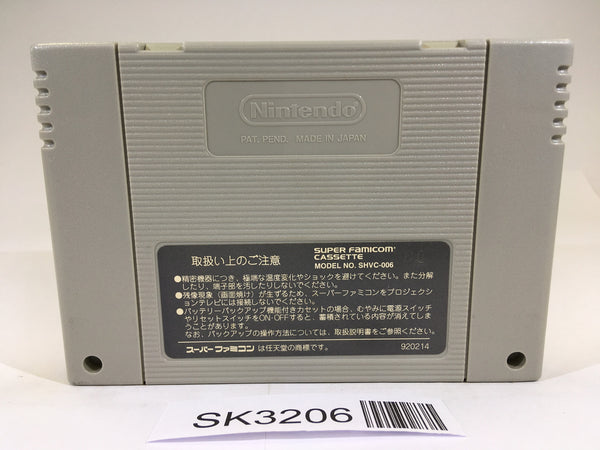 Nintendo
PAT. PEND. MADE IN JAPAN
取扱い上のご注意
SUPER FAMICOM
CASSETTE
MODEL NO. SHVC-006
●精密機器につき、極端な温度変化やショックを避けてください。また分解
したり、端子部を汚したりしないでください。
●残像現象（画面焼け）が生ずるため、スーパーファミコンをプロジェクシ
ョンテレビには接続しないでください。
●バッテリーバックアップ機能付きカセットの場合、むやみに電源スイッチ
やリセットスイッチをON・OFFすると、蓄積されている内容が消えてしま
うことがあります。
なお、バックアップの操作方法については、取扱説明書をご参照ください。
スーパーファミコン は任天堂の商標です。
920214
SK3206